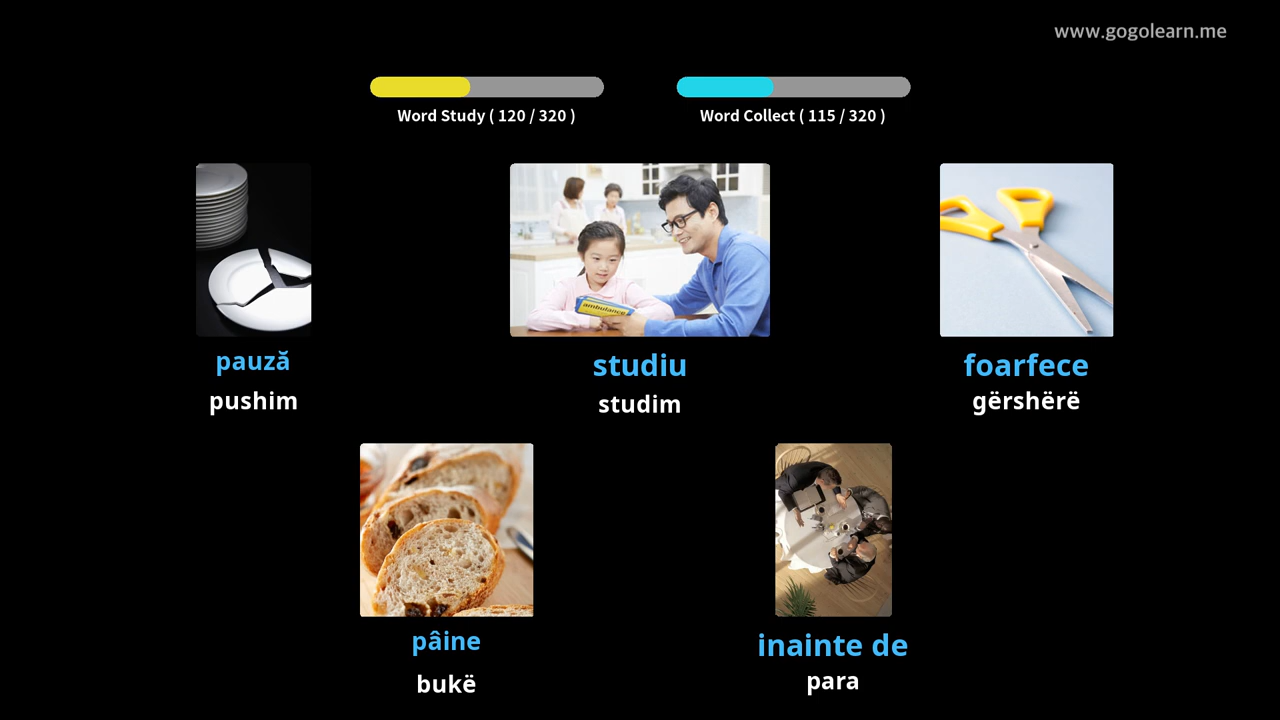 www.gogolearn.me
Word Study ( 120 / 320 )
Word Collect ( 115 / 320 )
ambulance
pauză
pushim
studiu
studim
foarfece
gërshërë
pâine
bukë
inainte de
para